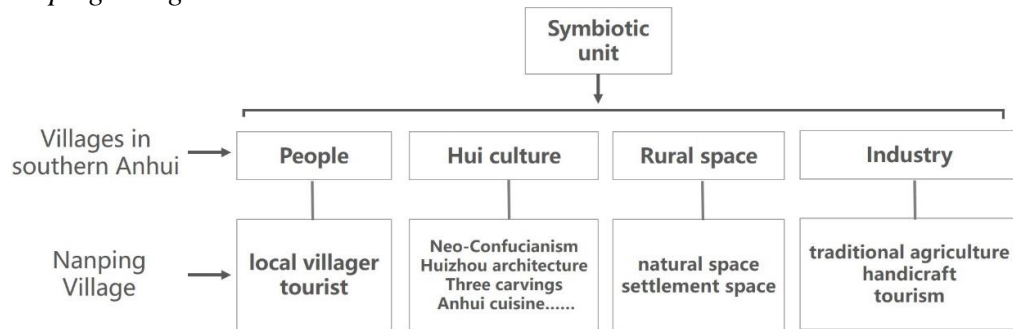 Symbiotic
unit
Villages in
southern Anhui
People
Hui culture
Rural space
Industry
Nanping
Village
local villager
tourist
Neo-Confucianism
Huizhou architecture
Three carvings
Anhui cuisine......
natural space
settlement space
traditional agriculture
handicraft
tourism